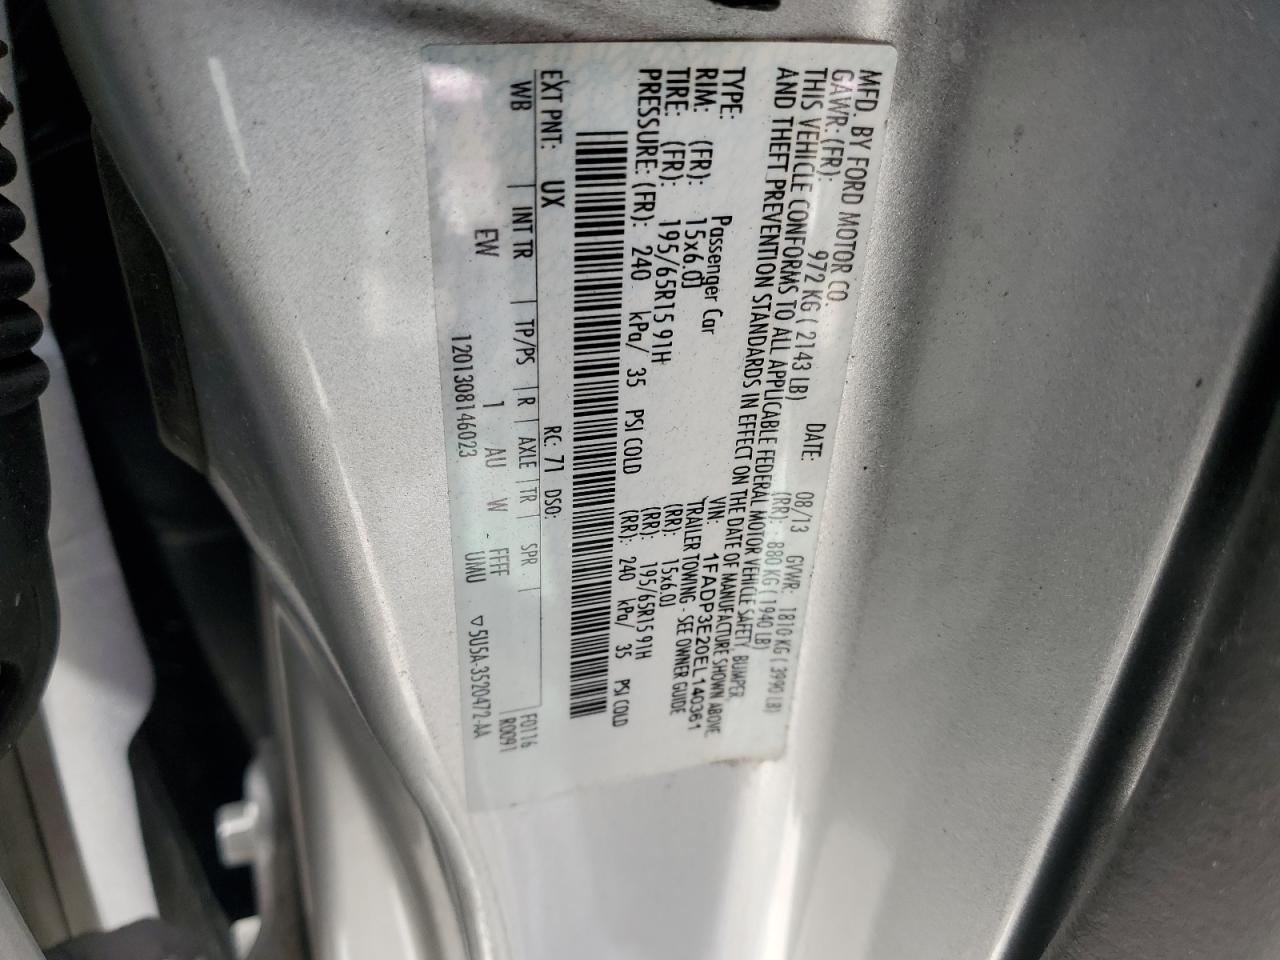 MFD. BY FORD MOTOR CO.
DATE: 08/13 GVWR: 1810 KG ( 3990 LB)
GAWR: (FR): 972 KG ( 2143 LB) (RR): 880 KG ( 1940 LB)
THIS VEHICLE CONFORMS TO ALL APPLICABLE FEDERAL MOTOR VEHICLE SAFETY, BUMPER,
AND THEFT PREVENTION STANDARDS IN EFFECT ON THE DATE OF MANUFACTURE SHOWN ABOVE
VIN: 1FADP3E20EL140361
TYPE: Passenger Car TRAILER TOWING - SEE OWNER GUIDE
RIM: (FR): 15x6.0J (RR): 15x6.0J
TIRE: (FR): 195/65R15 91H (RR): 195/65R15 91H
PRESSURE: (FR): 240 kPa/ 35 PSI COLD (RR): 240 kPa/ 35 PSI COLD
EXT PNT: UX RC: 71 DSO: F0116
WB | INT TR | TP/PS | R | AXLE | TR | SPR | R0091
EW 1 AU W - FFFF
1201308146023 UMU ▽5U5A-3520472-AA